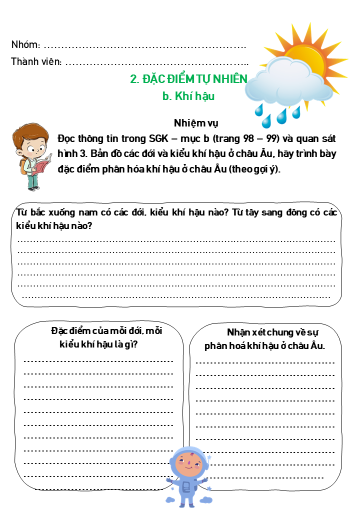 Nhóm: ………………………………………………….
Thành viên: ……………………………………………..
2. ĐẶC ĐIỂM TỰ NHIÊN
b. Khí hậu
Nhiệm vụ
Đọc thông tin trong SGK – mục b (trang 98 – 99) và quan sát
hình 3. Bản đồ các đới và kiểu khí hậu ở châu Âu, hãy trình bày
đặc điểm phân hóa khí hậu ở châu Âu (theo gợi ý).
Từ bắc xuống nam có các đới, kiểu khí hậu nào? Từ tây sang đông có các
kiểu khí hậu nào?
Đặc điểm của mỗi đới, mỗi
kiểu khí hậu là gì?
Nhận xét chung về sự
phân hoá khí hậu ở châu Âu.